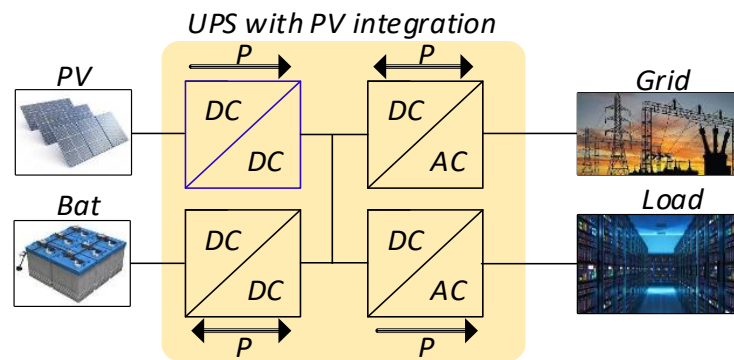 UPS with PV integration
PV
P
P
Grid
DC
DC
DC
AC
Bat
Load
DC
DC
DC
AC
P
P